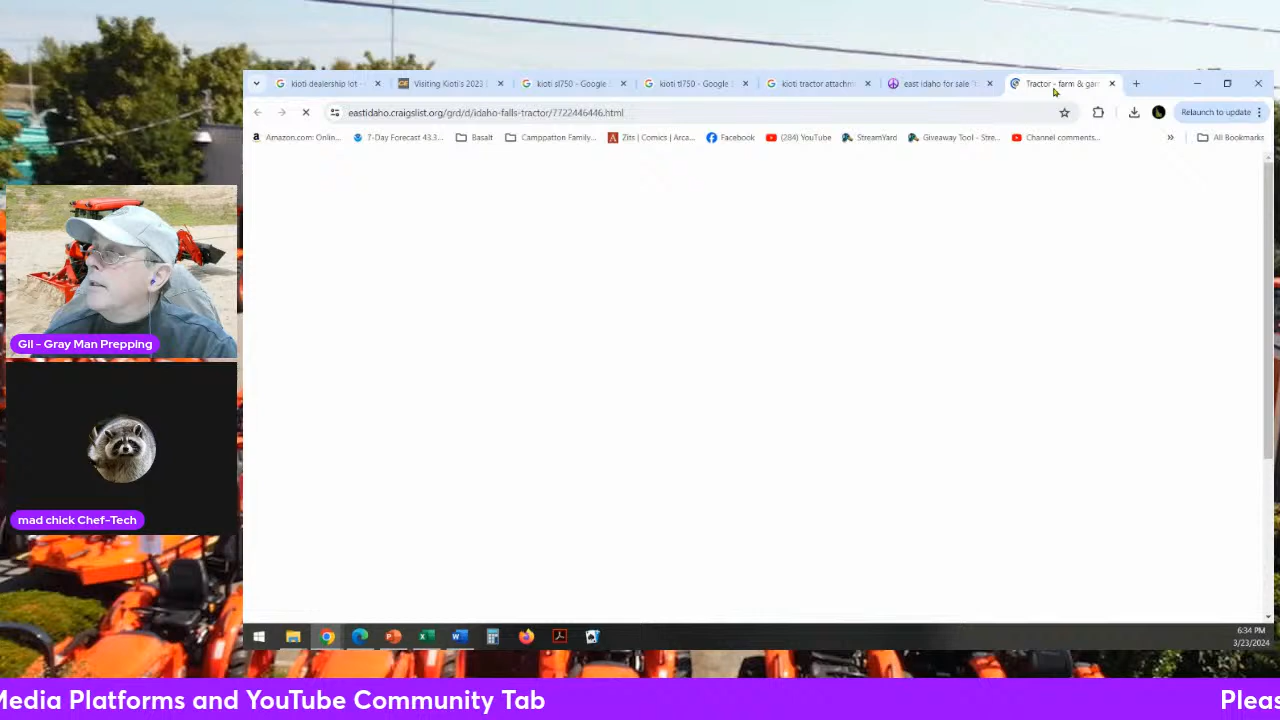 kioti dealership lot -
Visiting Kioti's 2023
kioti sl750 - Google
kioti tl750 - Google
kioti tractor attachm
east idaho for sale "t
Tractor - farm & gar
eastidaho.craigslist.org/grd/d/idaho-falls-tractor/7722446446.html
Relaunch to update
Amazon.com: Onlin...
7-Day Forecast 43.3...
Basalt
Camppatton Family...
Zits | Comics | Arca...
Facebook
(284) YouTube
StreamYard
Giveaway Tool - Stre...
Channel comments...
»
All Bookmarks
Gil - Gray Man Prepping
mad chick Chef-Tech
6:34 PM
3/23/2024
Media Platforms and YouTube Community Tab
Pleas